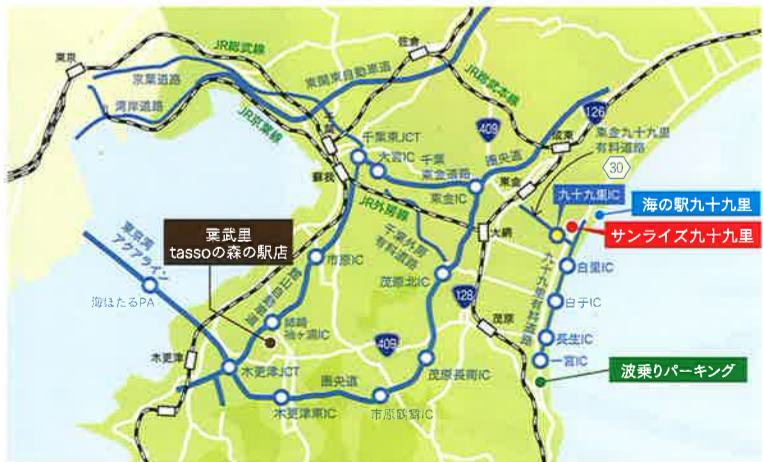 JR総武線
佐倉
東京
東関東自動車道
JR総武本線
京葉道路
湾岸道路
JR京葉線
千葉
409
126
成東
東金九十九里
有料道路
千葉東JCT
大宮IC
千葉
東金道路
圏央道
30
蘇我
東金
東金IC
九十九里IC
海の駅九十九里
JR外房線
大網
サンライズ九十九里
葉武里
tassoの森の駅店
東京湾
アクアライン
千葉外房
有料道路
市原IC
館山自動車道
茂原北IC
九十九里有料道路
白里IC
海ほたるPA
128
白子IC
姉崎
袖ヶ浦IC
茂原
409
長生IC
木更津
一宮IC
木更津JCT
圏央道
茂原長南IC
波乗りパーキング
木更津東IC
市原鶴舞IC